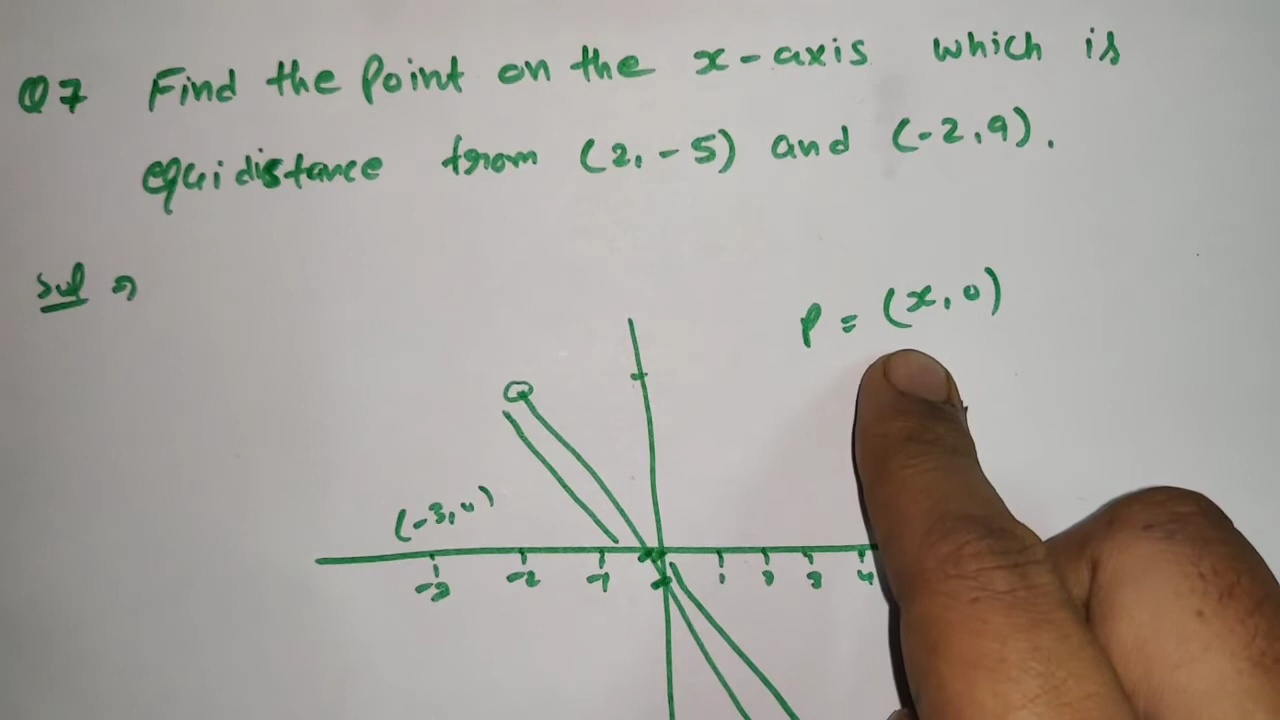 Q7 Find the Point on the x-axis which is
equidistance from (2,-5) and (-2,9).
Sol
P = (x,0)
(-3,0)
-3 -2 -1 1 2 3 4